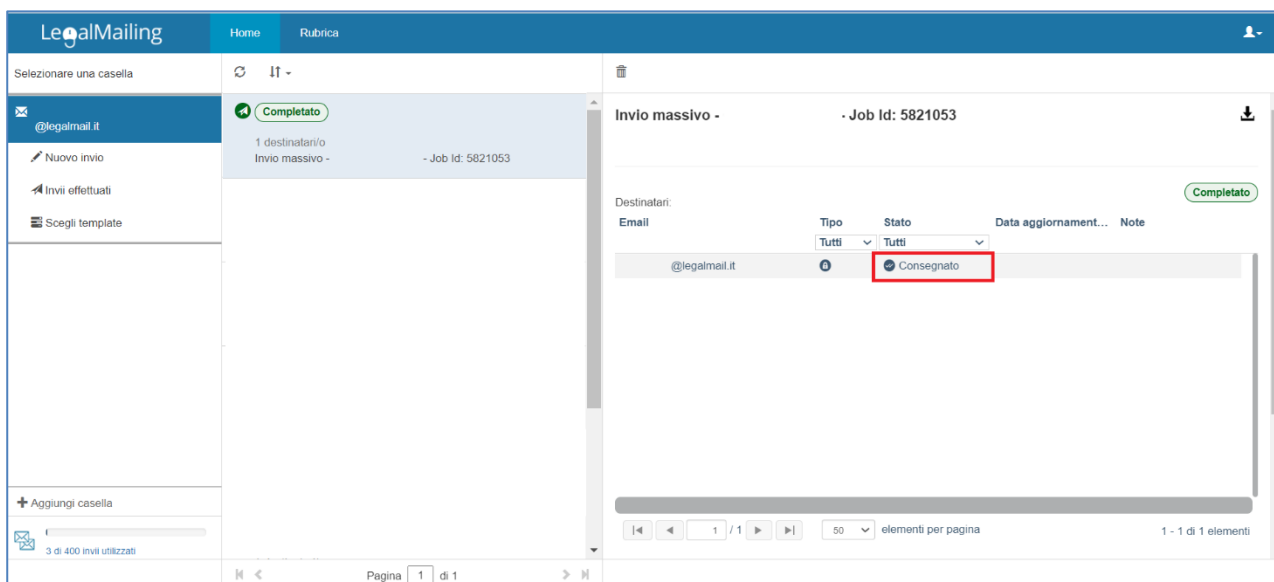 LegalMailing
Home
Rubrica
Selezionare una casella
@legalmail.it
Nuovo invio
Invii effettuati
Scegli template
Aggiungi casella
3 di 400 invii utilizzati
Completato
1 destinatari/o
Invio massivo - - Job Id: 5821053
Pagina 1 di 1
Invio massivo - - Job Id: 5821053
Completato
Destinatari:
Email Tipo Stato Data aggiornament... Note
Tutti Tutti
@legalmail.it Consegnato
1 / 1 50 elementi per pagina 1 - 1 di 1 elementi